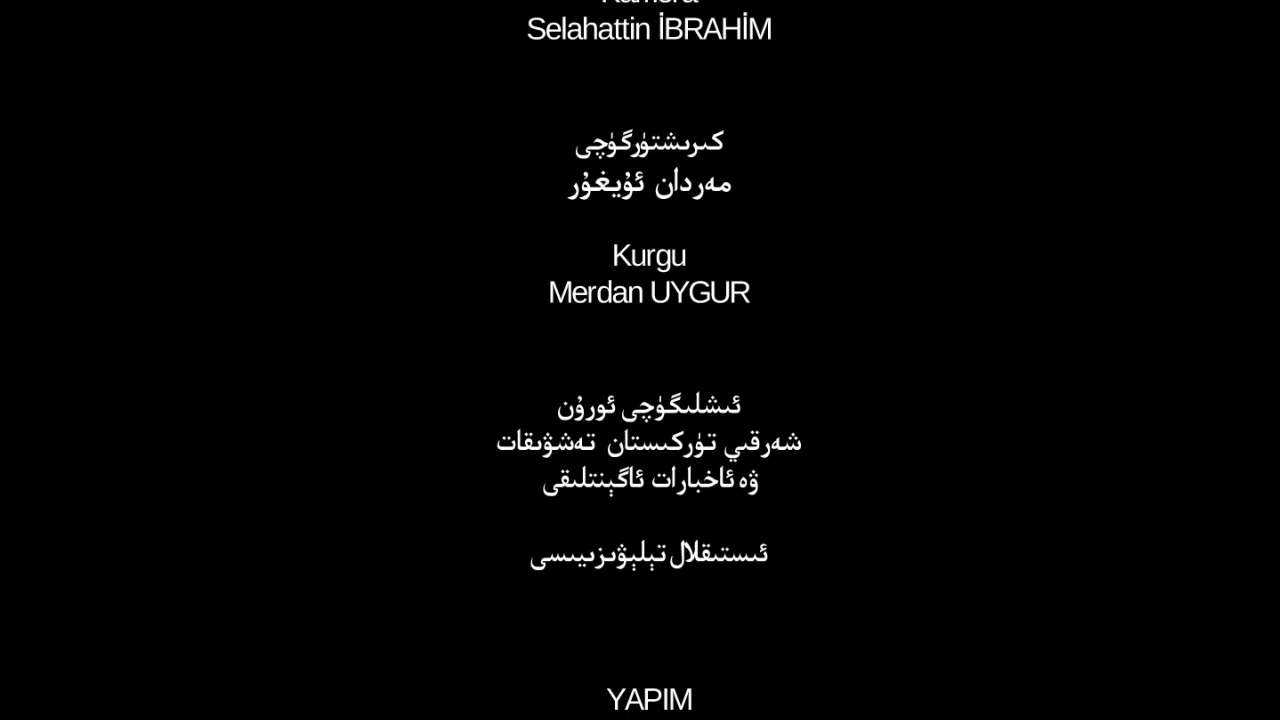 Kamera
Selahattin İBRAHİM
كىرىشتۈرگۈچى
مەردان ئۇيغۇر
Kurgu
Merdan UYGUR
ئىشلىگۈچى ئورۇن
شەرقىي تۈركىستان تەشۋىقات
ۋە ئاخبارات ئاگېنتلىقى
ئىستىقلال تېلېۋىزىيىسى
YAPIM